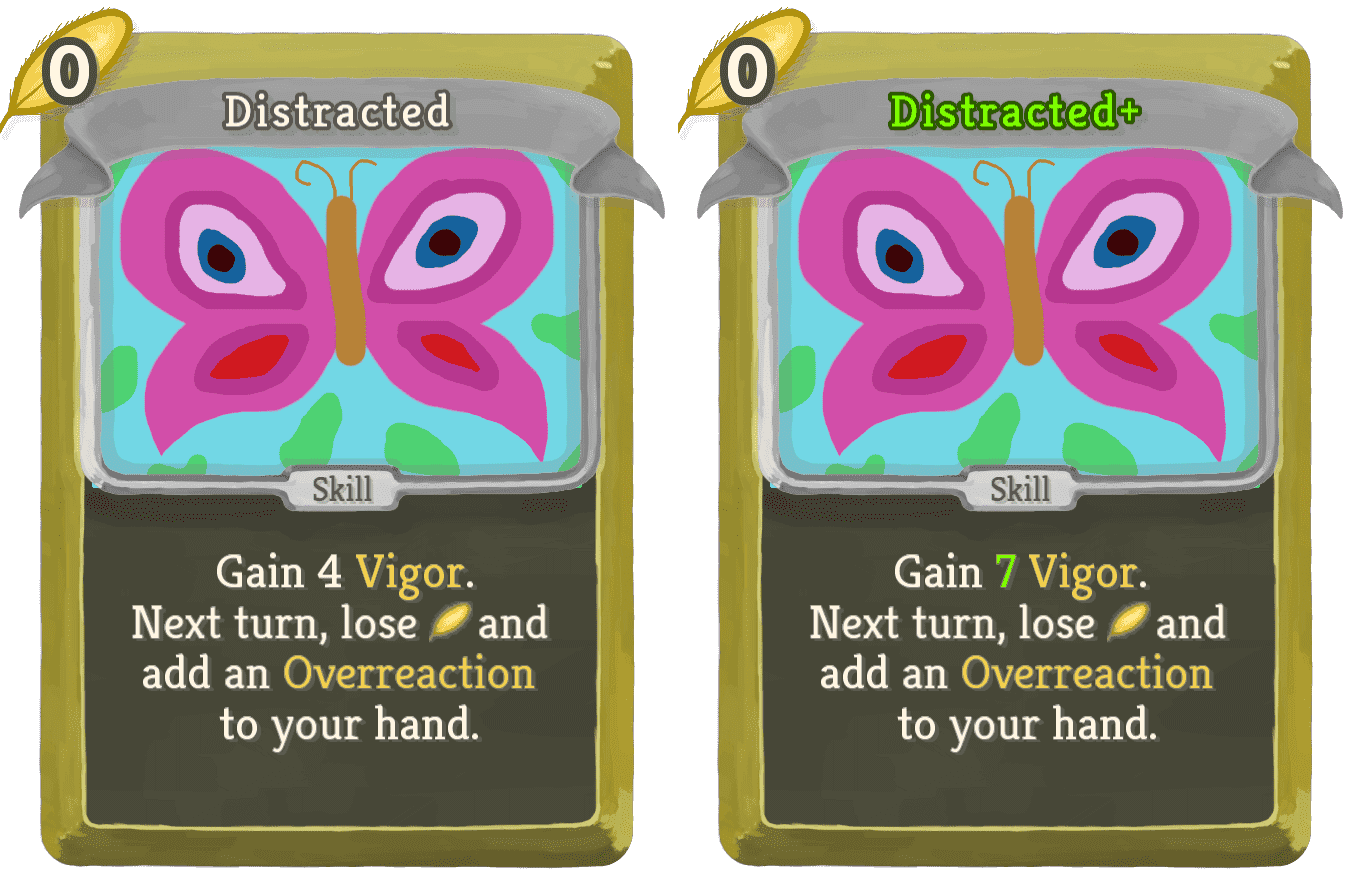 0
Distracted
Skill
Gain 4 Vigor.
Next turn, lose and
add an Overreaction
to your hand.
0
Distracted+
Skill
Gain 7 Vigor.
Next turn, lose and
add an Overreaction
to your hand.